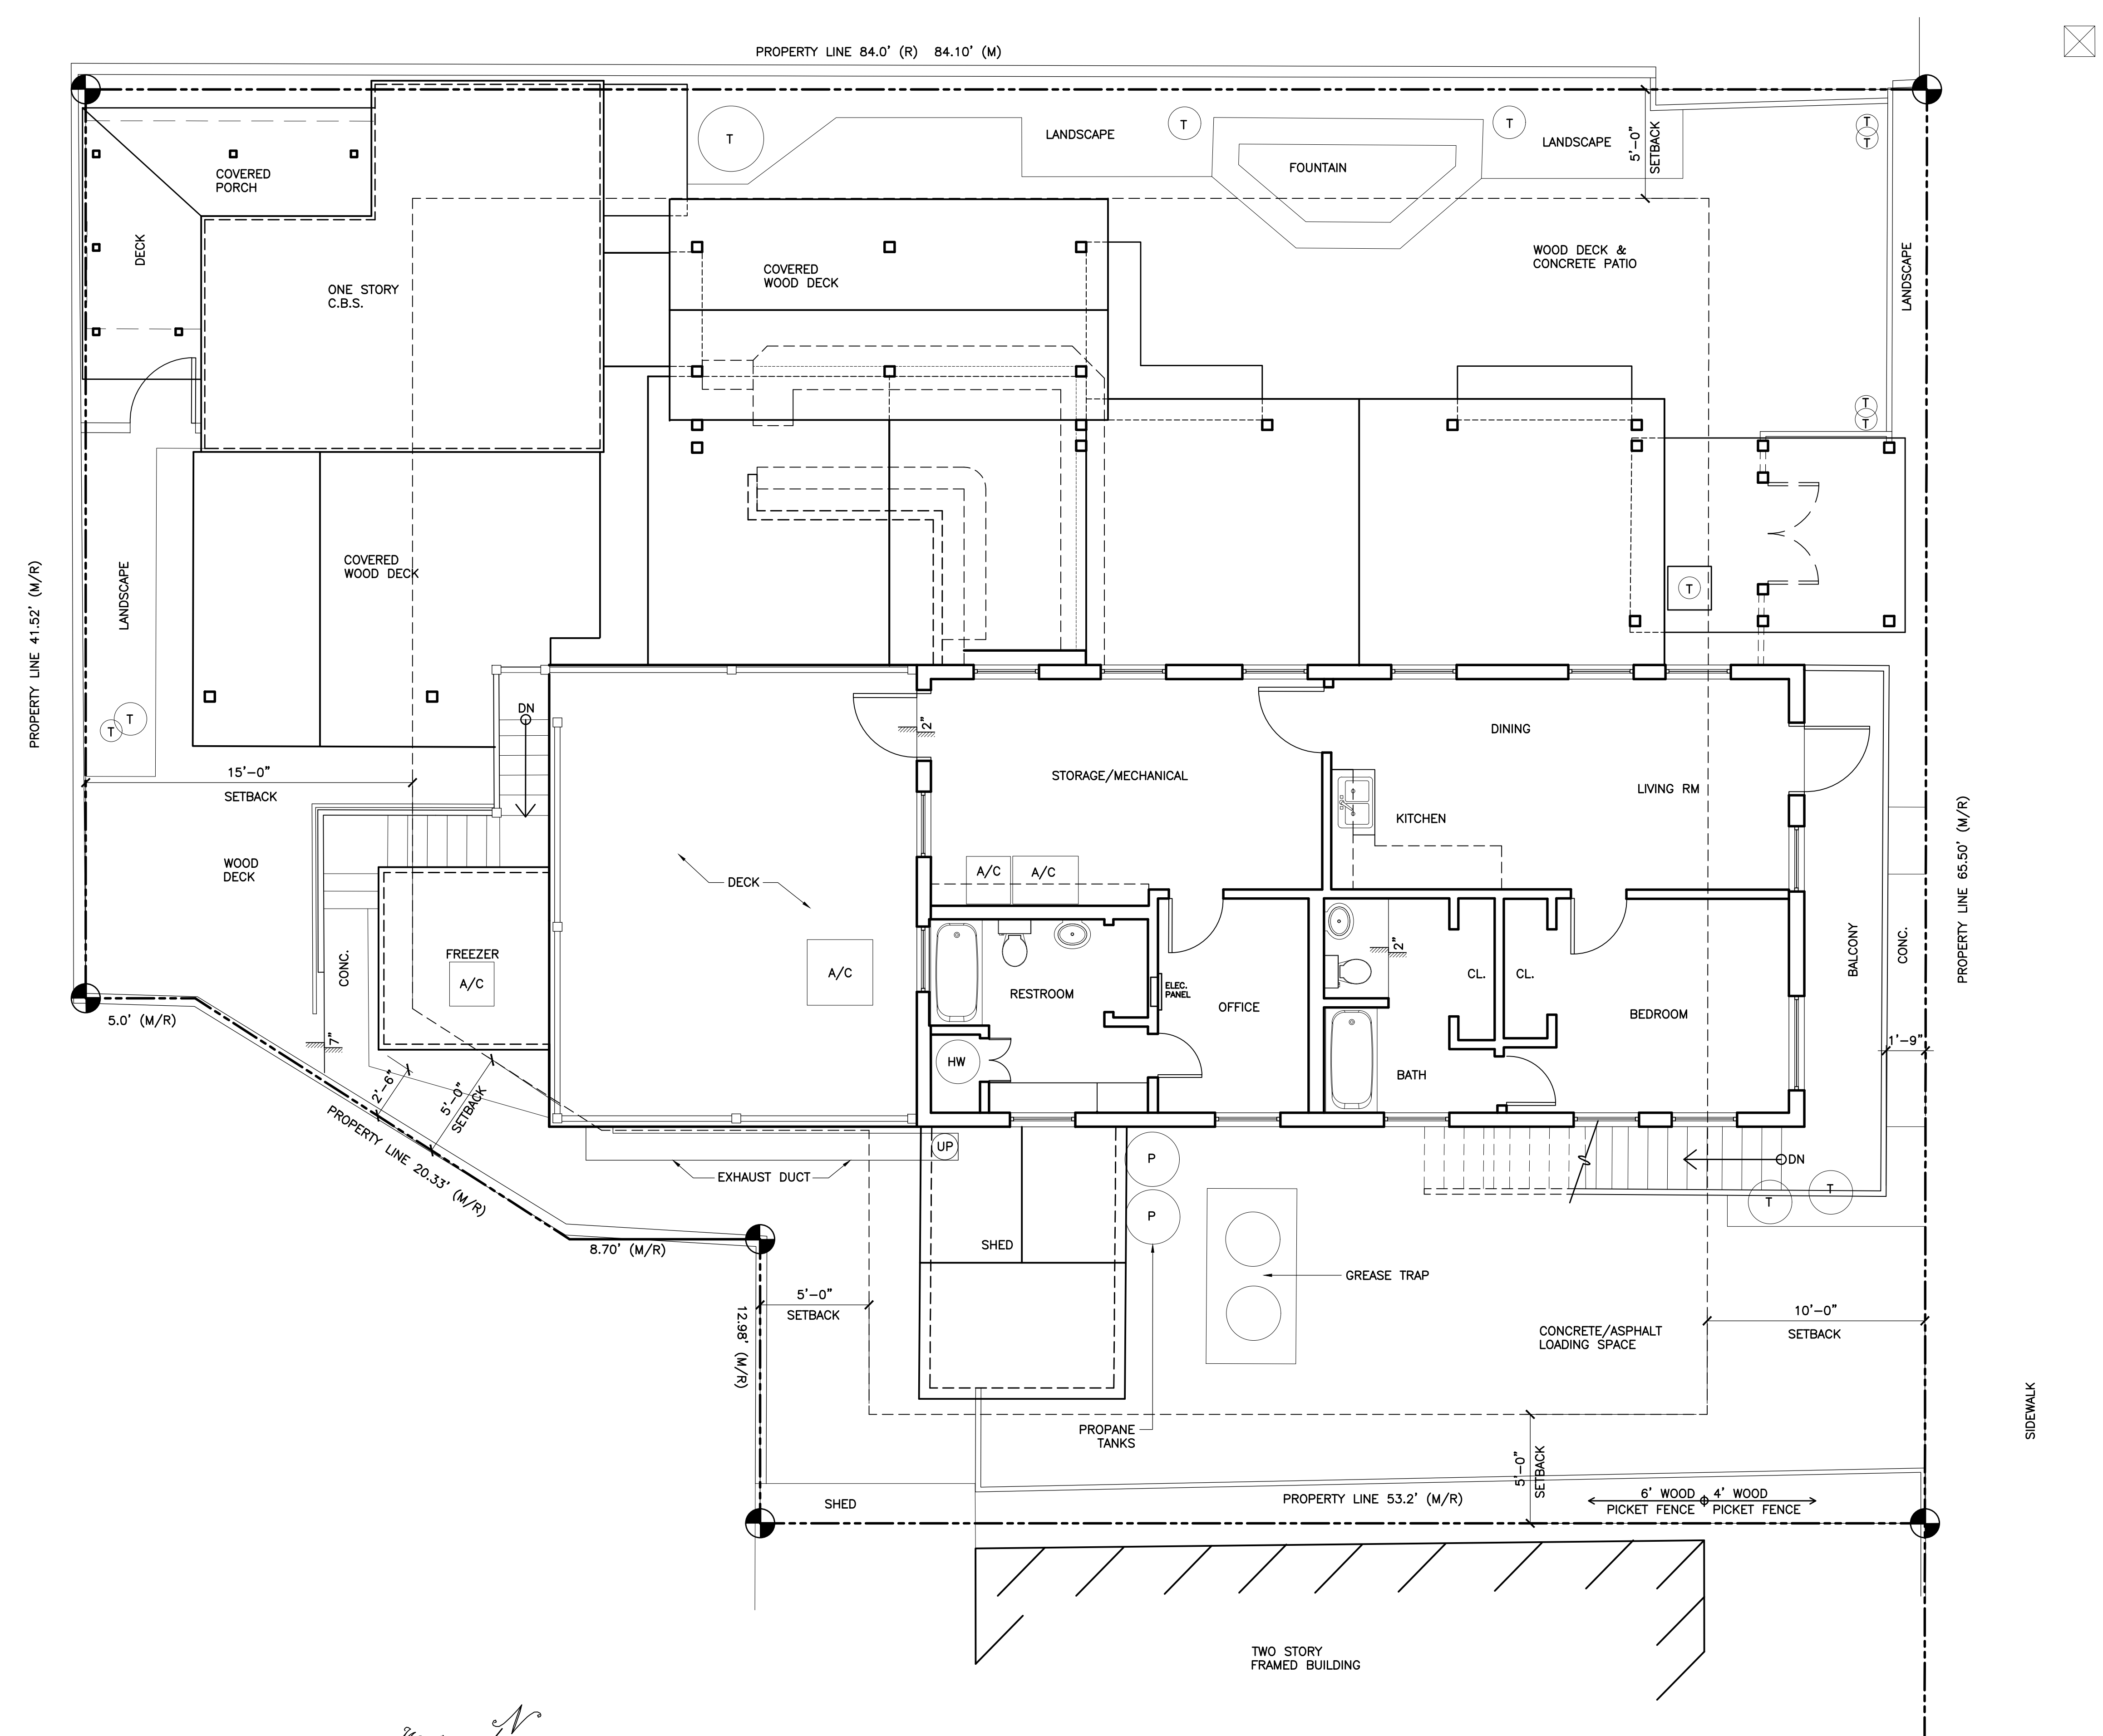 PROPERTY LINE 84.0' (R)  84.10' (M)
T
LANDSCAPE
T
T
LANDSCAPE
5'-0"
SETBACK
T
T
FOUNTAIN
COVERED
PORCH
DECK
ONE STORY
C.B.S.
COVERED
WOOD DECK
WOOD DECK &
CONCRETE PATIO
LANDSCAPE
T
T
COVERED
WOOD DECK
LANDSCAPE
PROPERTY LINE 41.52' (M/R)
T
T
T
DN
2"
DINING
STORAGE/MECHANICAL
LIVING RM
KITCHEN
15'-0"
SETBACK
WOOD
DECK
DECK
A/C
A/C
A/C
FREEZER
A/C
CONC.
7"
RESTROOM
ELEC.
PANEL
OFFICE
2"
CL.
CL.
BEDROOM
BATH
HW
BALCONY
CONC.
PROPERTY LINE 65.50' (M/R)
1'-9"
5.0' (M/R)
2'-6"
5'-0"
SETBACK
PROPERTY LINE 20.33' (M/R)
UP
EXHAUST DUCT
P
P
DN
T
T
8.70' (M/R)
SHED
GREASE TRAP
5'-0"
SETBACK
12.98' (M/R)
10'-0"
SETBACK
CONCRETE/ASPHALT
LOADING SPACE
PROPANE
TANKS
SIDEWALK
5'-0"
SETBACK
SHED
PROPERTY LINE 53.2' (M/R)
6' WOOD
PICKET FENCE
4' WOOD
PICKET FENCE
TWO STORY
FRAMED BUILDING
N